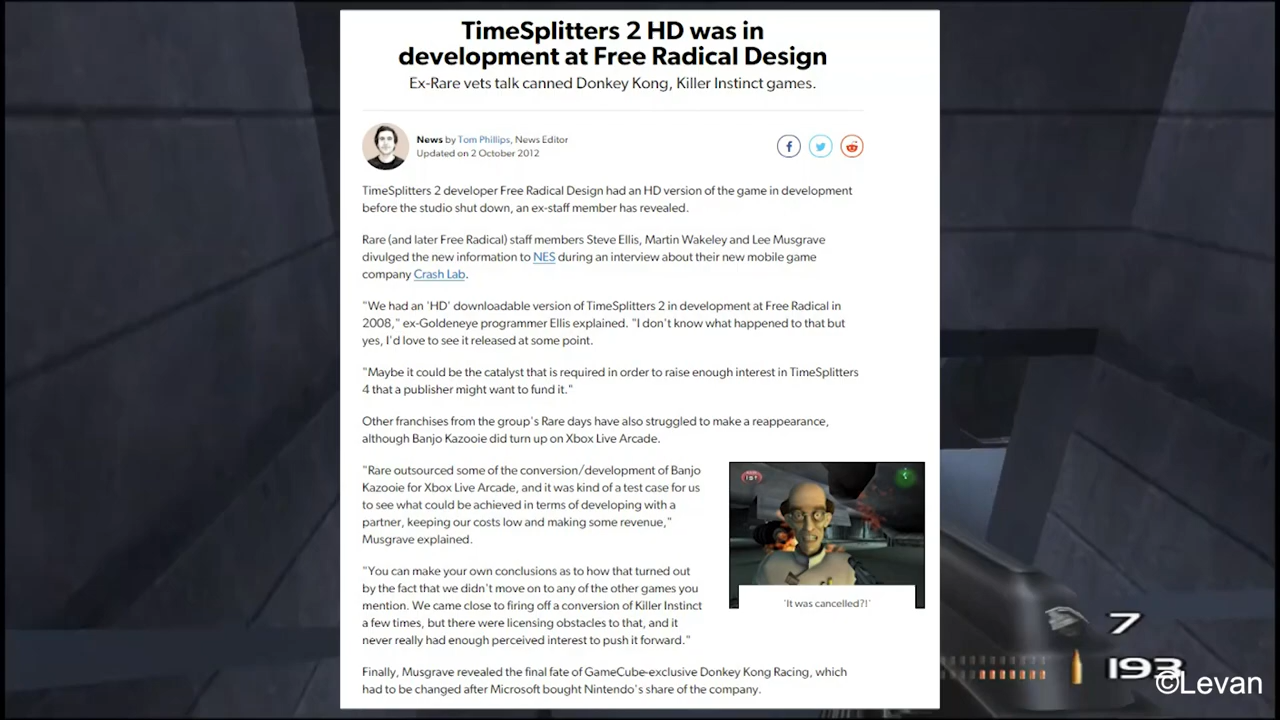 TimeSplitters 2 HD was in
development at Free Radical Design
Ex-Rare vets talk canned Donkey Kong, Killer Instinct games.
News by Tom Phillips, News Editor
Updated on 2 October 2012
TimeSplitters 2 developer Free Radical Design had an HD version of the game in development
before the studio shut down, an ex-staff member has revealed.
Rare (and later Free Radical) staff members Steve Ellis, Martin Wakeley and Lee Musgrave
divulged the new information to NES during an interview about their new mobile game
company Crash Lab.
"We had an 'HD' downloadable version of TimeSplitters 2 in development at Free Radical in
2008," ex-Goldeneye programmer Ellis explained. "I don't know what happened to that but
yes, I'd love to see it released at some point.
"Maybe it could be the catalyst that is required in order to raise enough interest in TimeSplitters
4 that a publisher might want to fund it."
Other franchises from the group's Rare days have also struggled to make a reappearance,
although Banjo Kazooie did turn up on Xbox Live Arcade.
"Rare outsourced some of the conversion/development of Banjo
Kazooie for Xbox Live Arcade, and it was kind of a test case for us
to see what could be achieved in terms of developing with a
partner, keeping our costs low and making some revenue,"
Musgrave explained.
"You can make your own conclusions as to how that turned out
by the fact that we didn't move on to any of the other games you
mention. We came close to firing off a conversion of Killer Instinct
a few times, but there were licensing obstacles to that, and it
never really had enough perceived interest to push it forward."
'It was cancelled?!'
Finally, Musgrave revealed the final fate of GameCube-exclusive Donkey Kong Racing, which
had to be changed after Microsoft bought Nintendo's share of the company.
7
193
©Levan